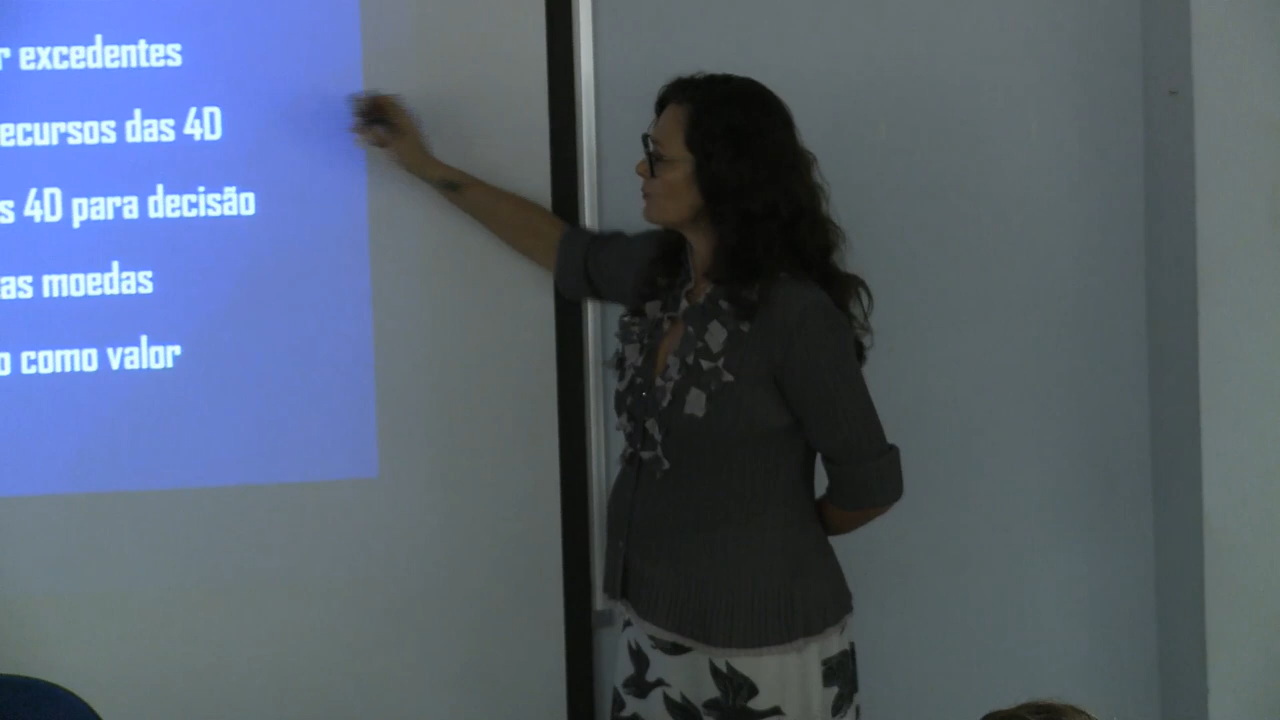 excedentes
ecursos das 4D
s 4D para decisão
as moedas
o como valor